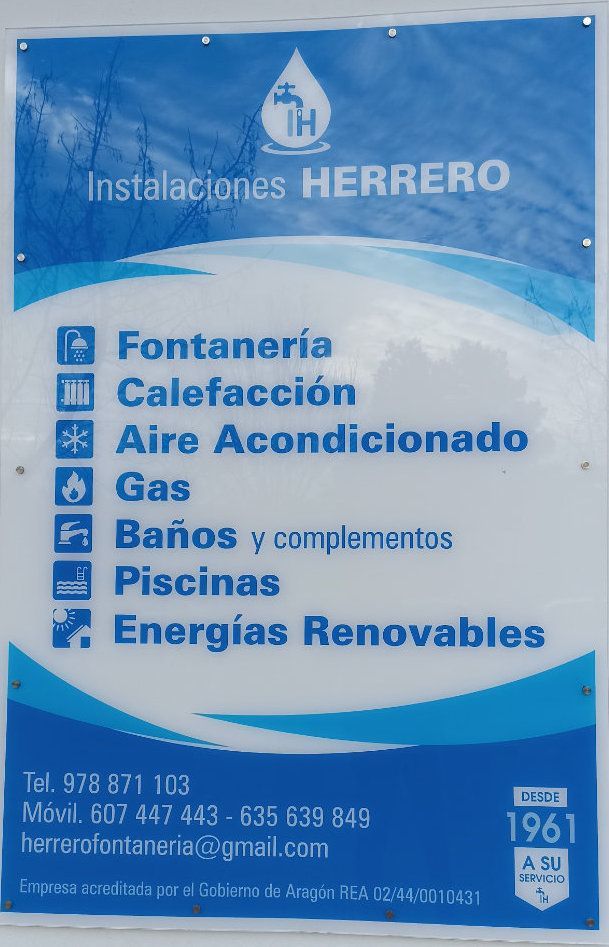 IH
Instalaciones HERRERO
Fontanería
Calefacción
Aire Acondicionado
Gas
Baños y complementos
Piscinas
Energías Renovables
Tel. 978 871 103
Móvil. 607 447 443 - 635 639 849
herrerofontaneria@gmail.com
Empresa acreditada por el Gobierno de Aragón REA 02/44/0010431
DESDE
1961
A SU
SERVICIO
IH